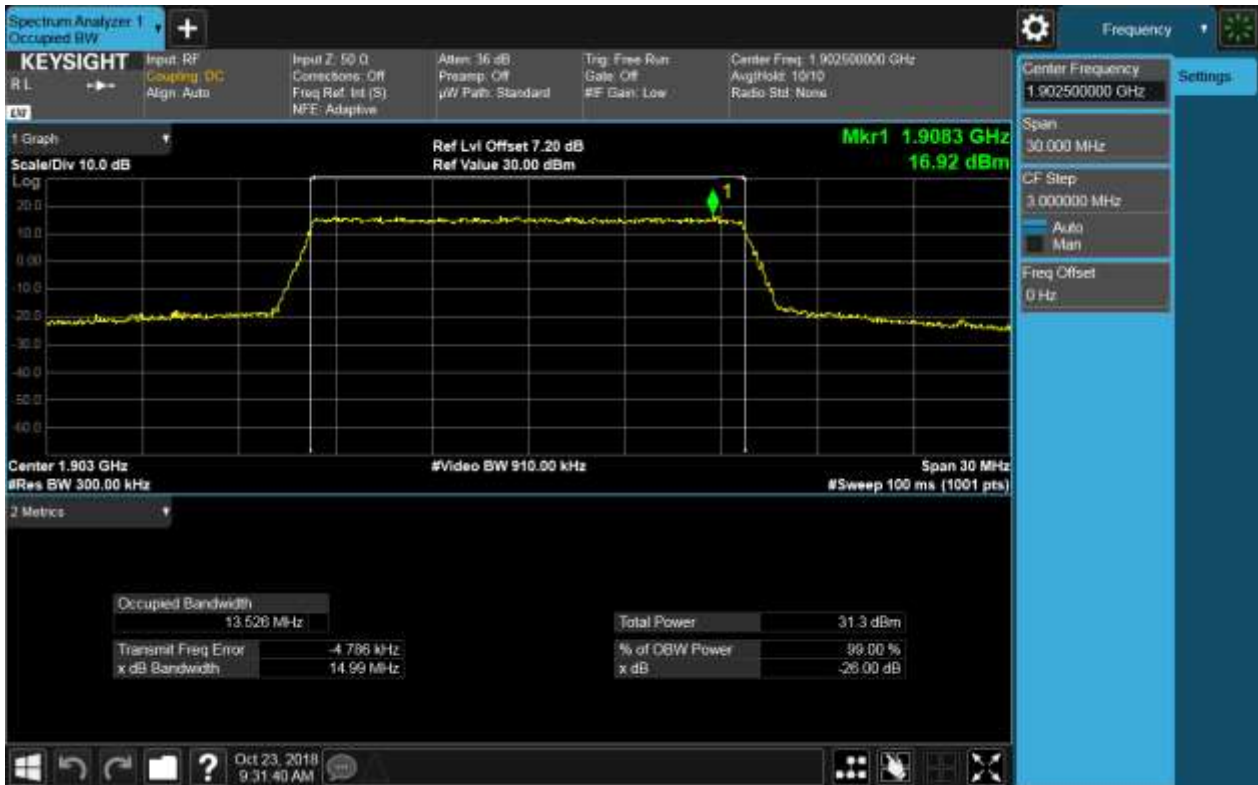 Spectrum Analyzer 1
Occupied BW
Frequency
KEYSIGHT
R L
Input: RF
Coupling: DC
Align: Auto
Input Z: 50 Ω
Corrections: Off
Freq Ref: Int (S)
NFE: Adaptive
Atten: 36 dB
Preamp: Off
µW Path: Standard
Trig: Free Run
Gate: Off
#IF Gain: Low
Center Freq: 1.902500000 GHz
Avg|Hold: 10/10
Radio Std: None
Center Frequency
1.902500000 GHz
Settings
Span
30.000 MHz
CF Step
3.000000 MHz
Auto
Man
Freq Offset
0 Hz
1 Graph
Scale/Div 10.0 dB
Ref Lvl Offset 7.20 dB
Ref Value 30.00 dBm
Mkr1 1.9083 GHz
16.92 dBm
Log
1
20.0
10.0
0.00
-10.0
-20.0
-30.0
-40.0
-50.0
-60.0
Center 1.903 GHz
#Video BW 910.00 kHz
Span 30 MHz
#Res BW 300.00 kHz
#Sweep 100 ms (1001 pts)
2 Metrics
Occupied Bandwidth
13.526 MHz
Transmit Freq Error -4.786 kHz
x dB Bandwidth 14.99 MHz
Total Power 31.3 dBm
% of OBW Power 99.00 %
x dB -26.00 dB
?
Oct 23, 2018
9:31:40 AM